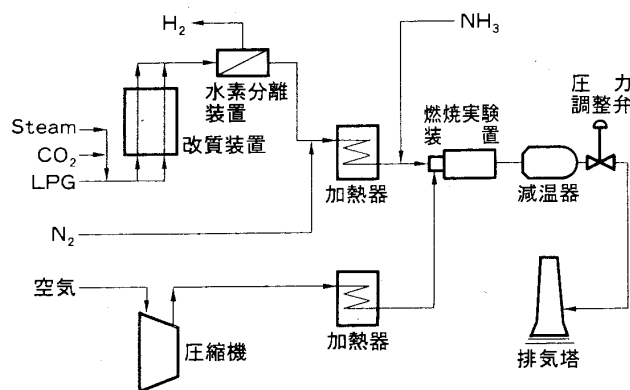 H₂
NH₃
水素分離
装置
圧力
調整弁
燃焼実験
装置
Steam
CO₂
LPG
改質装置
加熱器
減温器
N₂
空気
圧縮機
加熱器
排気塔